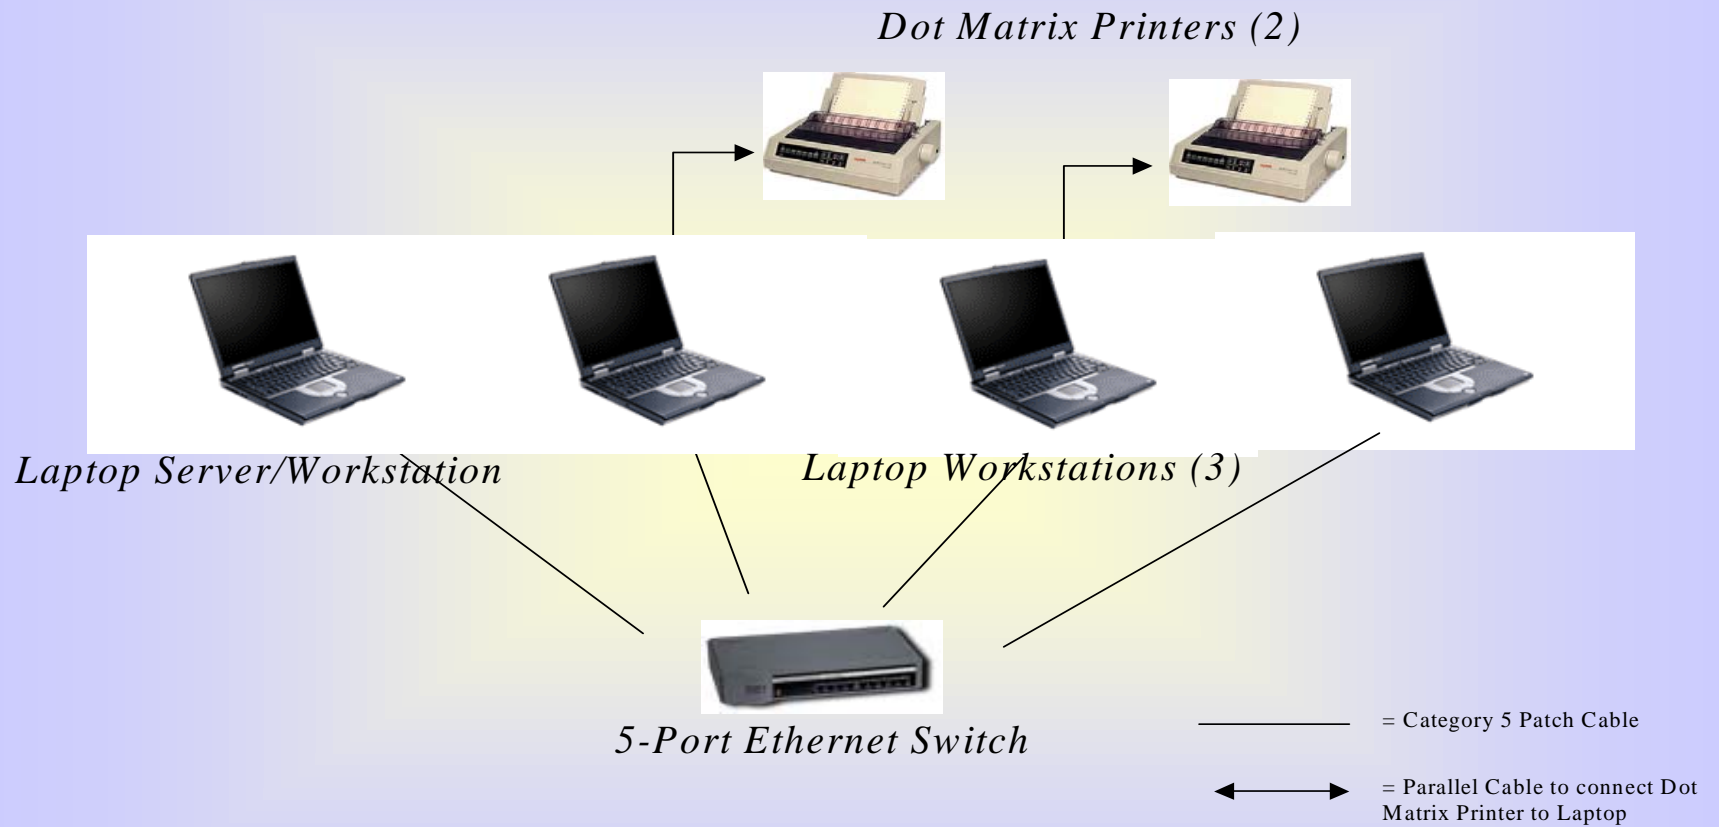 Dot Matrix Printers (2)
Laptop Server/Workstation
Laptop Workstations (3)
5-Port Ethernet Switch
= Category 5 Patch Cable
= Parallel Cable to connect Dot
Matrix Printer to Laptop